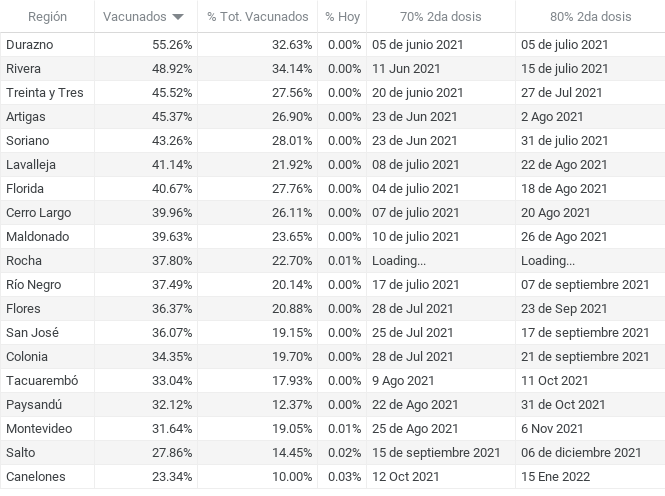 Región Vacunados % Tot. Vacunados % Hoy 70% 2da dosis 80% 2da dosis
Durazno 55.26% 32.63% 0.00% 05 de junio 2021 05 de julio 2021
Rivera 48.92% 34.14% 0.00% 11 Jun 2021 15 de julio 2021
Treinta y Tres 45.52% 27.56% 0.00% 20 de junio 2021 27 de Jul 2021
Artigas 45.37% 26.90% 0.00% 23 de Jun 2021 2 Ago 2021
Soriano 43.26% 28.01% 0.00% 23 de Jun 2021 31 de julio 2021
Lavalleja 41.14% 21.92% 0.00% 08 de julio 2021 22 de Ago 2021
Florida 40.67% 27.76% 0.00% 04 de julio 2021 18 de Ago 2021
Cerro Largo 39.96% 26.11% 0.00% 07 de julio 2021 20 Ago 2021
Maldonado 39.63% 23.65% 0.00% 10 de julio 2021 26 de Ago 2021
Rocha 37.80% 22.70% 0.01% Loading... Loading...
Río Negro 37.49% 20.14% 0.00% 17 de julio 2021 07 de septiembre 2021
Flores 36.37% 20.88% 0.00% 28 de Jul 2021 23 de Sep 2021
San José 36.07% 19.15% 0.00% 25 de Jul 2021 17 de septiembre 2021
Colonia 34.35% 19.70% 0.00% 28 de Jul 2021 21 de septiembre 2021
Tacuarembó 33.04% 17.93% 0.00% 9 Ago 2021 11 Oct 2021
Paysandú 32.12% 12.37% 0.00% 22 de Ago 2021 31 de Oct 2021
Montevideo 31.64% 19.05% 0.01% 25 de Ago 2021 6 Nov 2021
Salto 27.86% 14.45% 0.02% 15 de septiembre 2021 06 de diciembre 2021
Canelones 23.34% 10.00% 0.03% 12 Oct 2021 15 Ene 2022